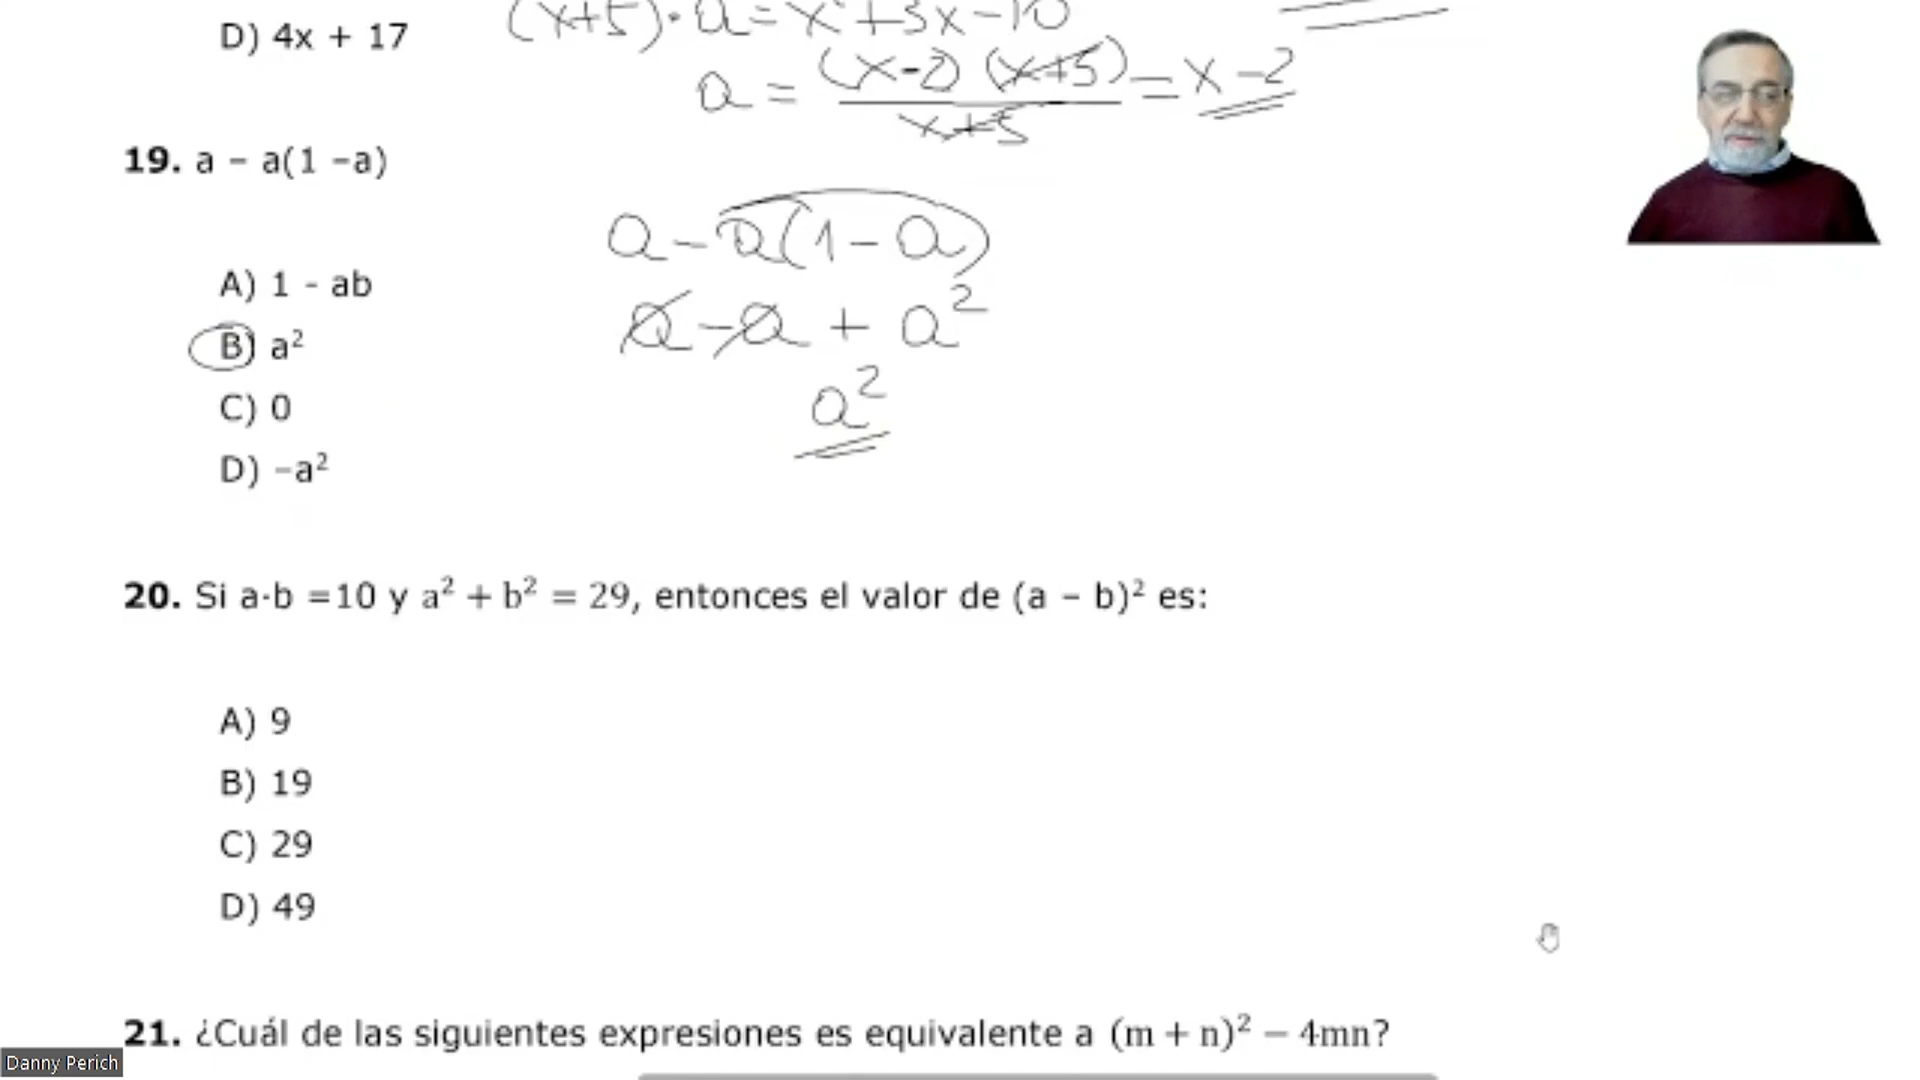 (x+5)·a=x²+3x-10
D) 4x + 17
a = (x-2) (x+5) = x-2
x+5
19. a – a(1 –a)
a-a(1-a)
A) 1 - ab
a-a + a²
B) a²
a²
C) 0
D) –a²
20. Si a·b =10 y a² + b² = 29, entonces el valor de (a – b)² es:
A) 9
B) 19
C) 29
D) 49
21. ¿Cuál de las siguientes expresiones es equivalente a (m + n)² – 4mn?
Danny Perich